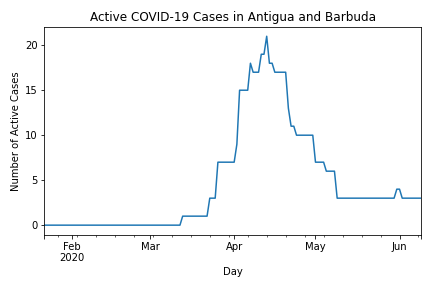 Active COVID-19 Cases in Antigua and Barbuda
Number of Active Cases
20
15
10
5
0
Feb Mar Apr May Jun
2020
Day